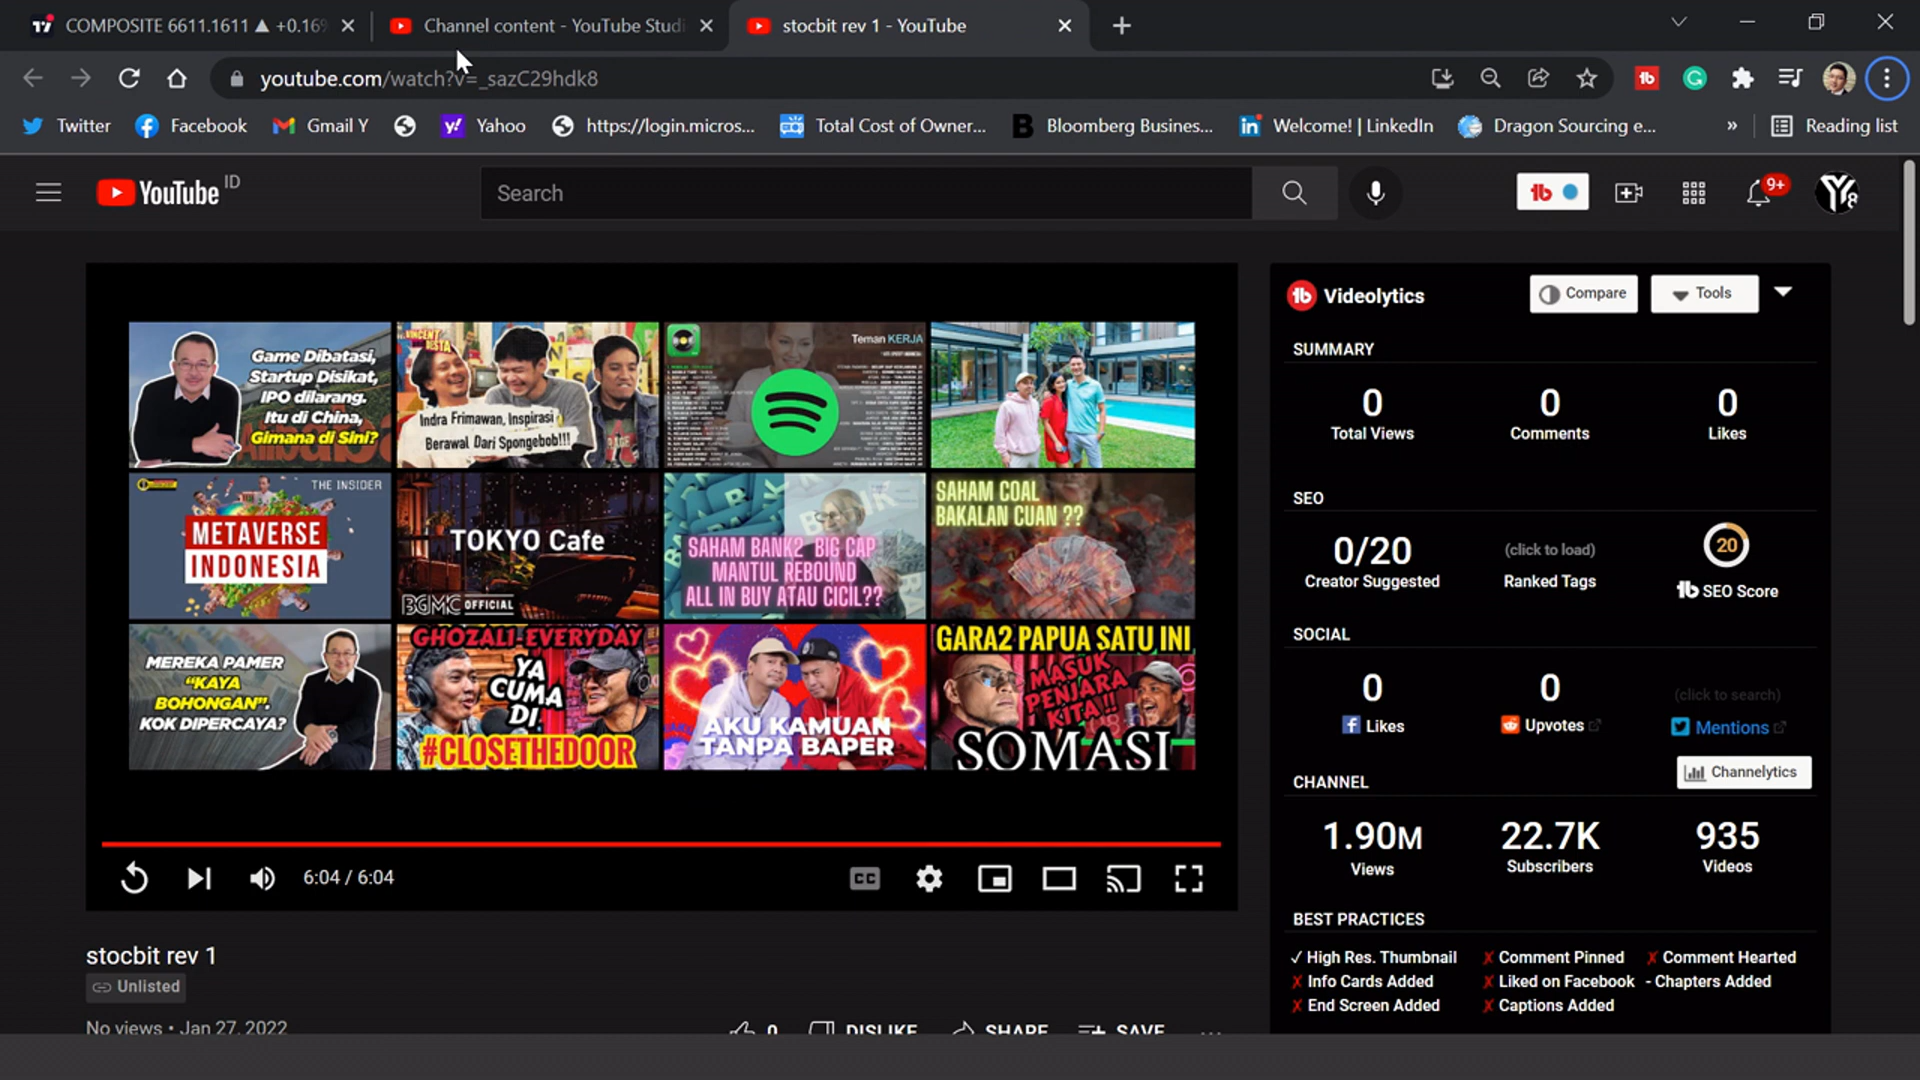 COMPOSITE 6611.1611 ▲ +0.16%
Channel content - YouTube Studi
stocbit rev 1 - YouTube
youtube.com/watch?v=_sazC29hdk8
Twitter
Facebook
Gmail Y
Yahoo
https://login.micros...
Total Cost of Owner...
Bloomberg Business...
Welcome! | LinkedIn
Dragon Sourcing e...
»
Reading list
YouTube ID
Search
9+
Game Dibatasi,
Startup Disikat,
IPO dilarang.
Itu di China,
Gimana di Sini?
VINCENT
DESTA
Indra Frimawan, Inspirasi
Berawal Dari Spongebob!!!
Teman KERJA
THE INSIDER
METAVERSE
INDONESIA
TOKYO Cafe
BGMC OFFICIAL
SAHAM BANK2 BIG CAP
MANTUL REBOUND
ALL IN BUY ATAU CICIL??
SAHAM COAL
BAKALAN CUAN ??
MEREKA PAMER
"KAYA
BOHONGAN".
KOK DIPERCAYA?
GHOZALI EVERYDAY
YA
CUMA
DI
#CLOSETHEDOOR
AKU KAMUAN
TANPA BAPER
GARA2 PAPUA SATU INI
MASUK
PENJARA
KITA!!
SOMASI
6:04 / 6:04
CC
stocbit rev 1
Unlisted
No views • Jan 27, 2022
0
DISLIKE
SHARE
SAVE
...
Videolytics
Compare
Tools
SUMMARY
0
Total Views
0
Comments
0
Likes
SEO
0/20
Creator Suggested
(click to load)
Ranked Tags
20
SEO Score
SOCIAL
0
Likes
0
Upvotes
(click to search)
Mentions
CHANNEL
Channelytics
1.90M
Views
22.7K
Subscribers
935
Videos
BEST PRACTICES
✓ High Res. Thumbnail
✗ Comment Pinned
✗ Comment Hearted
✗ Info Cards Added
✗ Liked on Facebook
- Chapters Added
✗ End Screen Added
✗ Captions Added